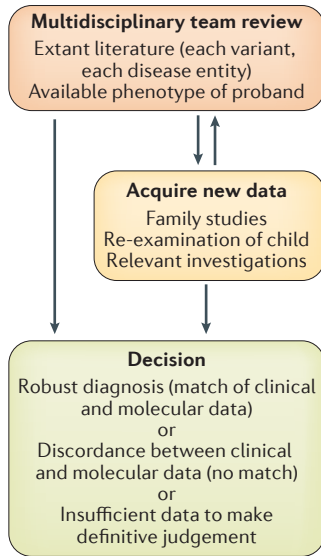 Multidisciplinary team review
Extant literature (each variant,
each disease entity)
Available phenotype of proband
Acquire new data
Family studies
Re-examination of child
Relevant investigations
Decision
Robust diagnosis (match of clinical
and molecular data)
or
Discordance between clinical
and molecular data (no match)
or
Insufficient data to make
definitive judgement